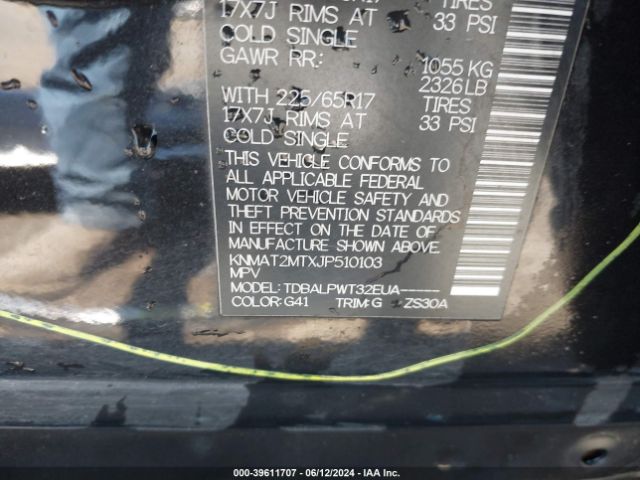 17X7J RIMS AT 33 PSI
COLD SINGLE
GAWR RR: 1055 KG
2326LB
WITH 225/65R17 TIRES
17X7J RIMS AT 33 PSI
COLD SINGLE
THIS VEHICLE CONFORMS TO
ALL APPLICABLE FEDERAL
MOTOR VEHICLE SAFETY AND
THEFT PREVENTION STANDARDS
IN EFFECT ON THE DATE OF
MANUFACTURE SHOWN ABOVE.
KNMAT2MTXJP510103
MPV
MODEL:TDBALPWT32EUA------
COLOR:G41 TRIM:G ZS30A
000-39611707 - 06/12/2024 - IAA Inc.